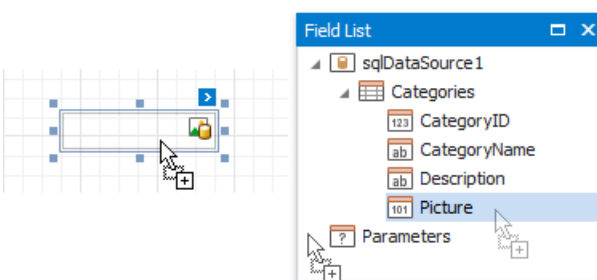 Field List
sqlDataSource1
Categories
123 CategoryID
ab CategoryName
ab Description
101 Picture
? Parameters